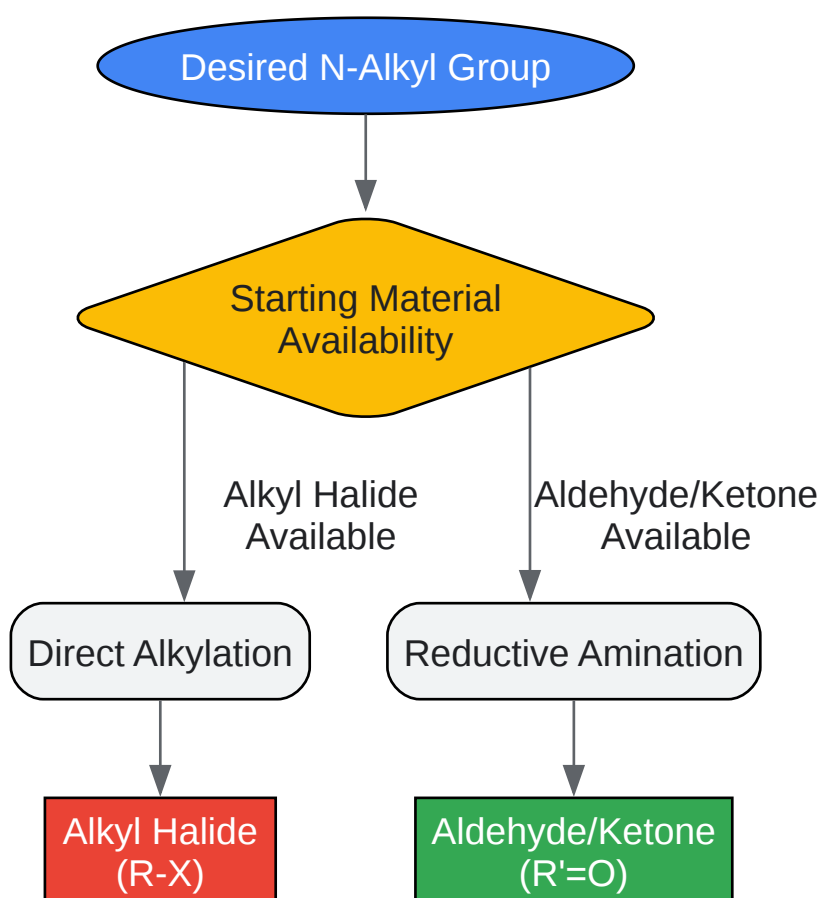 Desired N-Alkyl Group
Starting Material
Availability
Alkyl Halide
Available
Aldehyde/Ketone
Available
Direct Alkylation
Reductive Amination
Alkyl Halide
(R-X)
Aldehyde/Ketone
(R'=O)